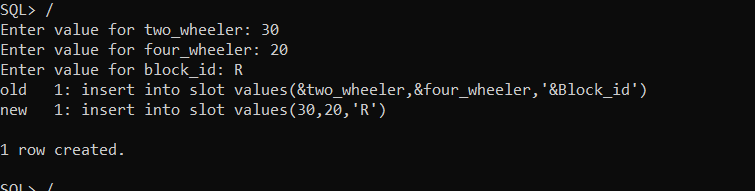 SQL> /
Enter value for two_wheeler: 30
Enter value for four_wheeler: 20
Enter value for block_id: R
old   1: insert into slot values(&two_wheeler,&four_wheeler,'&Block_id')
new   1: insert into slot values(30,20,'R')
1 row created.
SQL> /